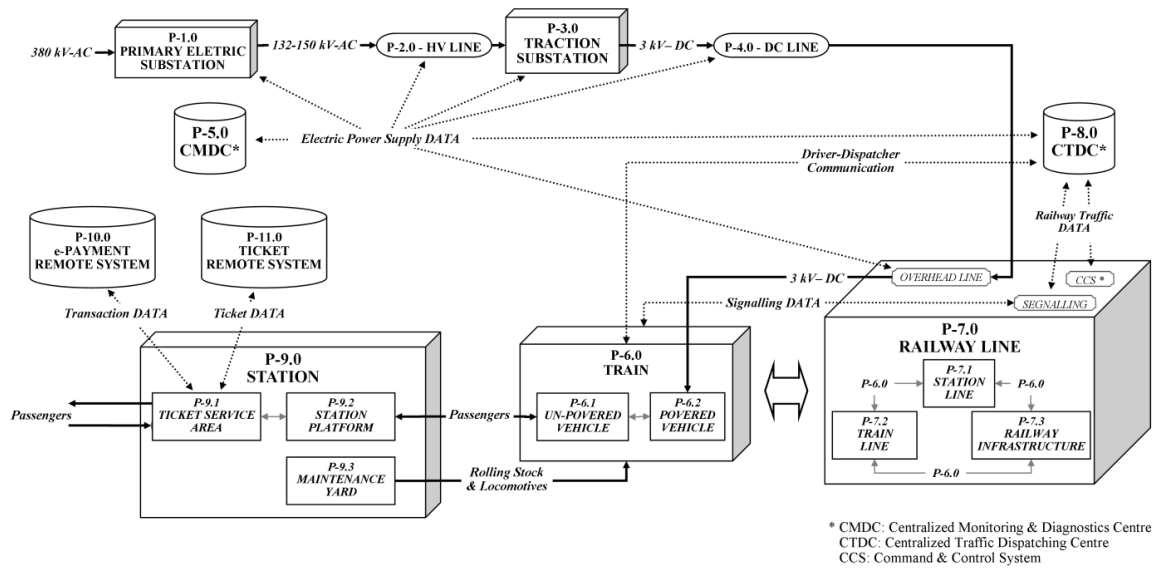 380 kV-AC
P-1.0
PRIMARY ELETRIC
SUBSTATION
132-150 kV-AC
P-2.0 - HV LINE
P-3.0
TRACTION
SUBSTATION
3 kV– DC
P-4.0 - DC LINE
P-5.0
CMDC*
Electric Power Supply DATA
P-8.0
CTDC*
Driver-Dispatcher
Communication
Railway Traffic
DATA
P-10.0
e-PAYMENT
REMOTE SYSTEM
P-11.0
TICKET
REMOTE SYSTEM
Transaction DATA
Ticket DATA
3 kV– DC
OVERHEAD LINE
CCS *
Signalling DATA
SEGNALLING
P-9.0
STATION
P-9.1
TICKET SERVICE
AREA
P-9.2
STATION
PLATFORM
P-9.3
MAINTENANCE
YARD
Passengers
Passengers
Rolling Stock
& Locomotives
P-6.0
TRAIN
P-6.1
UN-POVERED
VEHICLE
P-6.2
POVERED
VEHICLE
P-7.0
RAILWAY LINE
P-6.0
P-7.1
STATION
LINE
P-6.0
P-7.2
TRAIN
LINE
P-7.3
RAILWAY
INFRASTRUCTURE
P-6.0
* CMDC: Centralized Monitoring & Diagnostics Centre
CTDC: Centralized Traffic Dispatching Centre
CCS: Command & Control System